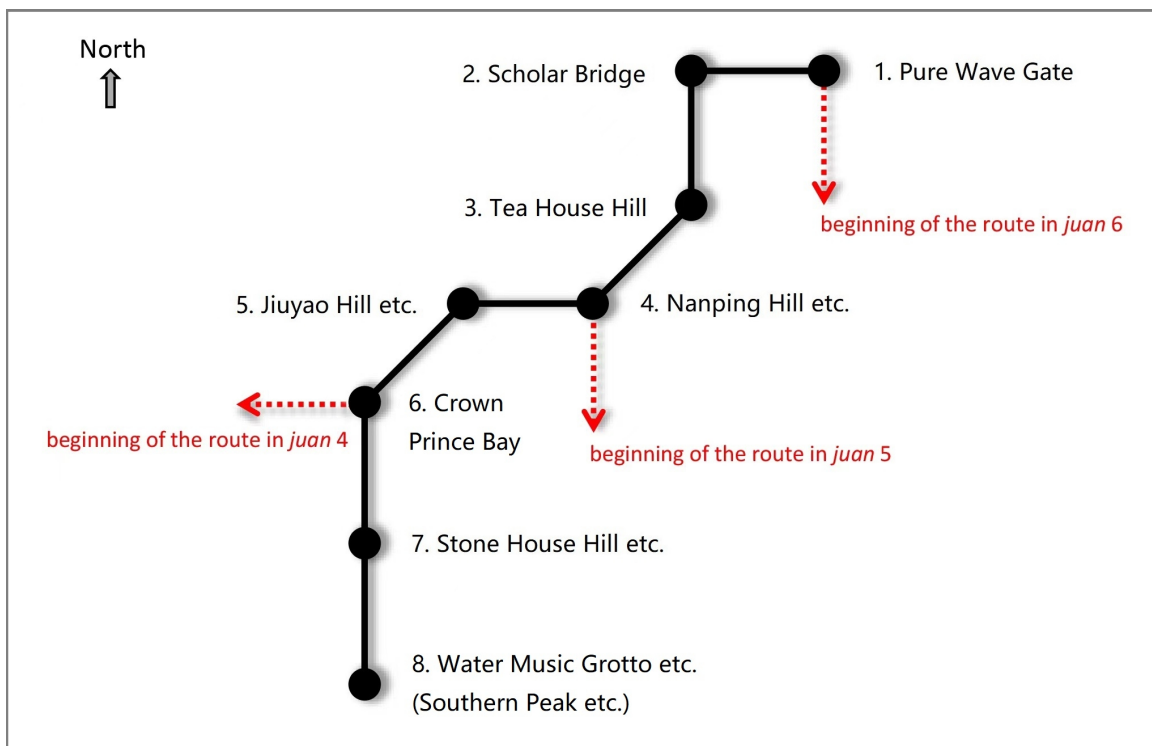 North
2. Scholar Bridge
1. Pure Wave Gate
3. Tea House Hill
beginning of the route in juan 6
5. Jiuyao Hill etc.
4. Nanping Hill etc.
6. Crown
Prince Bay
beginning of the route in juan 4
beginning of the route in juan 5
7. Stone House Hill etc.
8. Water Music Grotto etc.
(Southern Peak etc.)